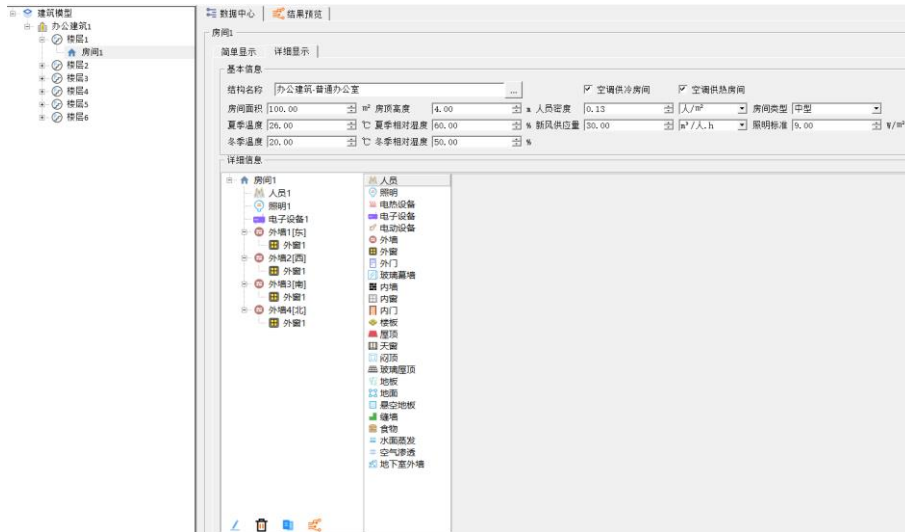 建筑模型
办公建筑1
楼层1
房间1
楼层2
楼层3
楼层4
楼层5
楼层6
数据中心 结果预览
房间1
简单显示 详细显示
基本信息
结构名称 办公建筑-普通办公室 ... 空调供冷房间 空调供热房间
房间面积 100.00 m² 房顶高度 4.00 m 人员密度 0.13 人/m² 房间类型 中型
夏季温度 26.00 ℃ 夏季相对湿度 60.00 % 新风供应量 30.00 m³/人.h 照明标准 9.00 W/m²
冬季温度 20.00 ℃ 冬季相对湿度 50.00 %
详细信息
房间1
人员1
照明1
电子设备1
外墙1[东]
外窗1
外墙2[西]
外窗1
外墙3[南]
外窗1
外墙4[北]
外窗1
人员
照明
电热设备
电子设备
电动设备
外墙
外窗
外门
玻璃幕墙
内墙
内窗
内门
楼板
屋顶
天窗
闷顶
玻璃屋顶
地板
地面
悬空地板
缝墙
食物
水面蒸发
空气渗透
地下室外墙